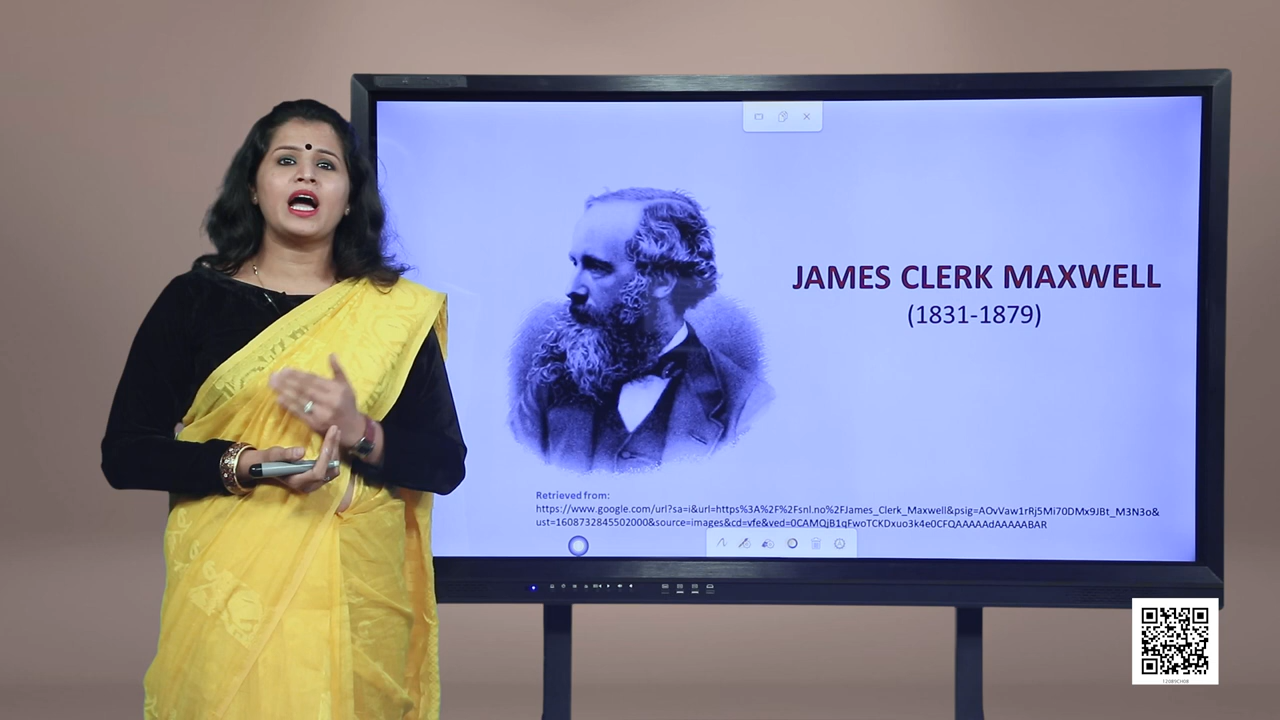 JAMES CLERK MAXWELL
(1831-1879)
Retrieved from:
https://www.google.com/url?sa=i&url=https%3A%2F%2Fsnl.no%2FJames_Clerk_Maxwell&psig=AOvVaw1rRj5Mi70DMx9JBt_M3N3o&
ust=1608732845502000&source=images&cd=vfe&ved=0CAMQjB1qFwoTCKDxuo3k4e0CFQAAAAAdAAAAABAR